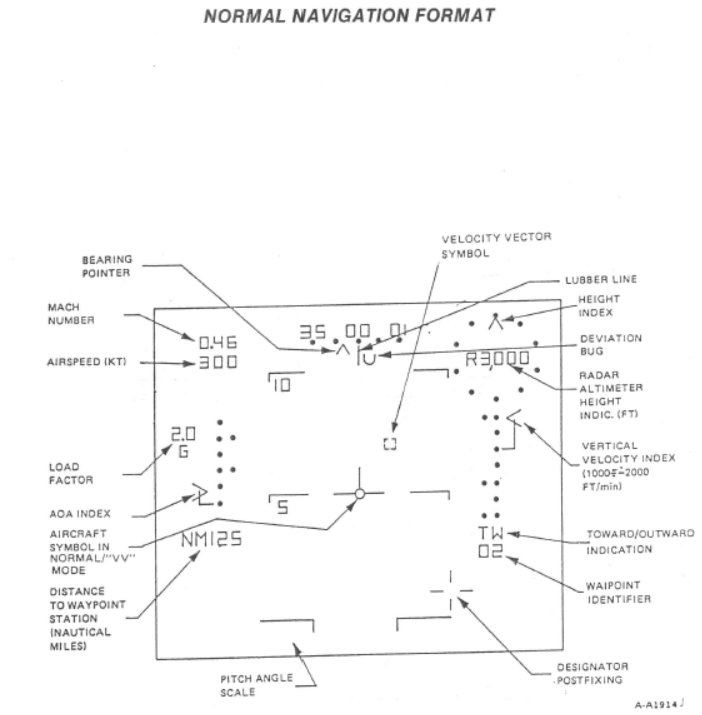 NORMAL NAVIGATION FORMAT
VELOCITY VECTOR
SYMBOL
BEARING
POINTER
LUBBER LINE
HEIGHT
INDEX
MACH
NUMBER
0.46
35 00 01
DEVIATION
BUG
AIRSPEED (KT)
300
R3000
10
RADAR
ALTIMETER
HEIGHT
INDIC. (FT)
2.0
G
LOAD
FACTOR
VERTICAL
VELOCITY INDEX
(1000 2000
FT/min)
AOA INDEX
5
AIRCRAFT
SYMBOL IN
NORMAL/"VV"
MODE
NM125
TW
02
TOWARD/OUTWARD
INDICATION
DISTANCE
TO WAYPOINT
STATION
(NAUTICAL
MILES)
WAIPOINT
IDENTIFIER
PITCH ANGLE
SCALE
DESIGNATOR
POSTFIXING
A-A1914